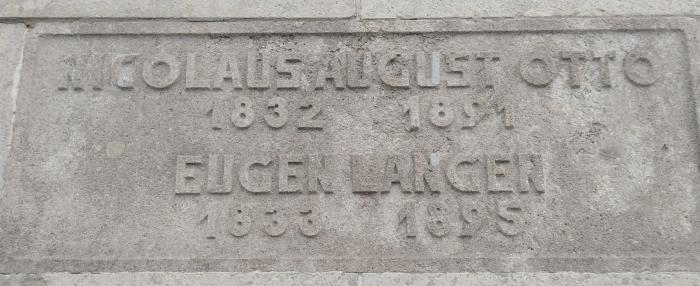 NICOLAUS AUGUST OTTO
1832 1891
EUGEN LANGEN
1833 1895